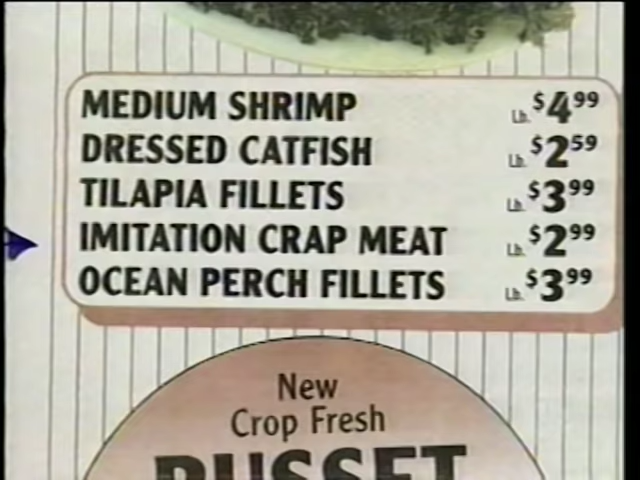 MEDIUM SHRIMP Lb. $4.99
DRESSED CATFISH Lb. $2.59
TILAPIA FILLETS Lb. $3.99
IMITATION CRAP MEAT Lb. $2.99
OCEAN PERCH FILLETS Lb. $3.99
New
Crop Fresh
RUSSET